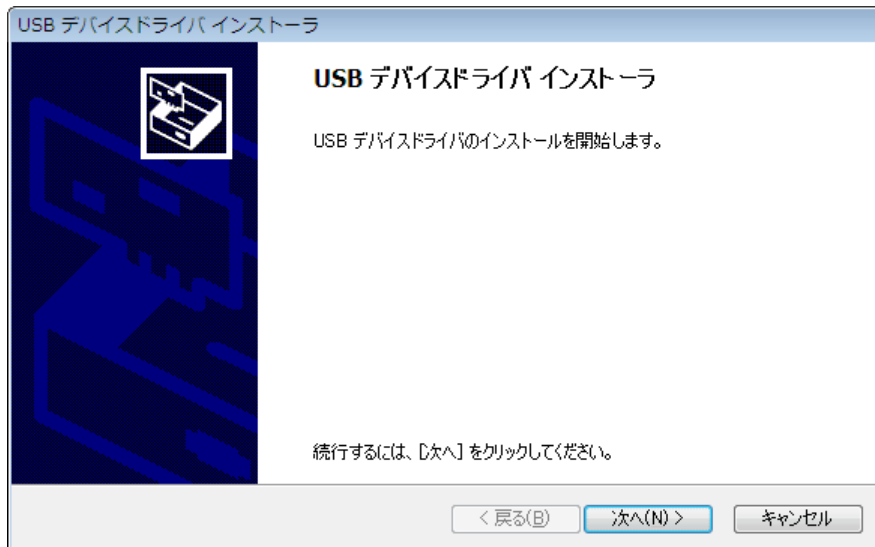 USB デバイスドライバ インストーラ
USB デバイスドライバ インストーラ
USB デバイスドライバのインストールを開始します。
続行するには、[次へ] をクリックしてください。
< 戻る(B)
次へ(N) >
キャンセル